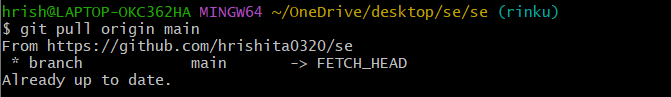 hrish@LAPTOP-OKC362HA MINGW64 ~/OneDrive/desktop/se/se (rinku)
$ git pull origin main
From https://github.com/hrishita0320/se
 * branch            main       -> FETCH_HEAD
Already up to date.